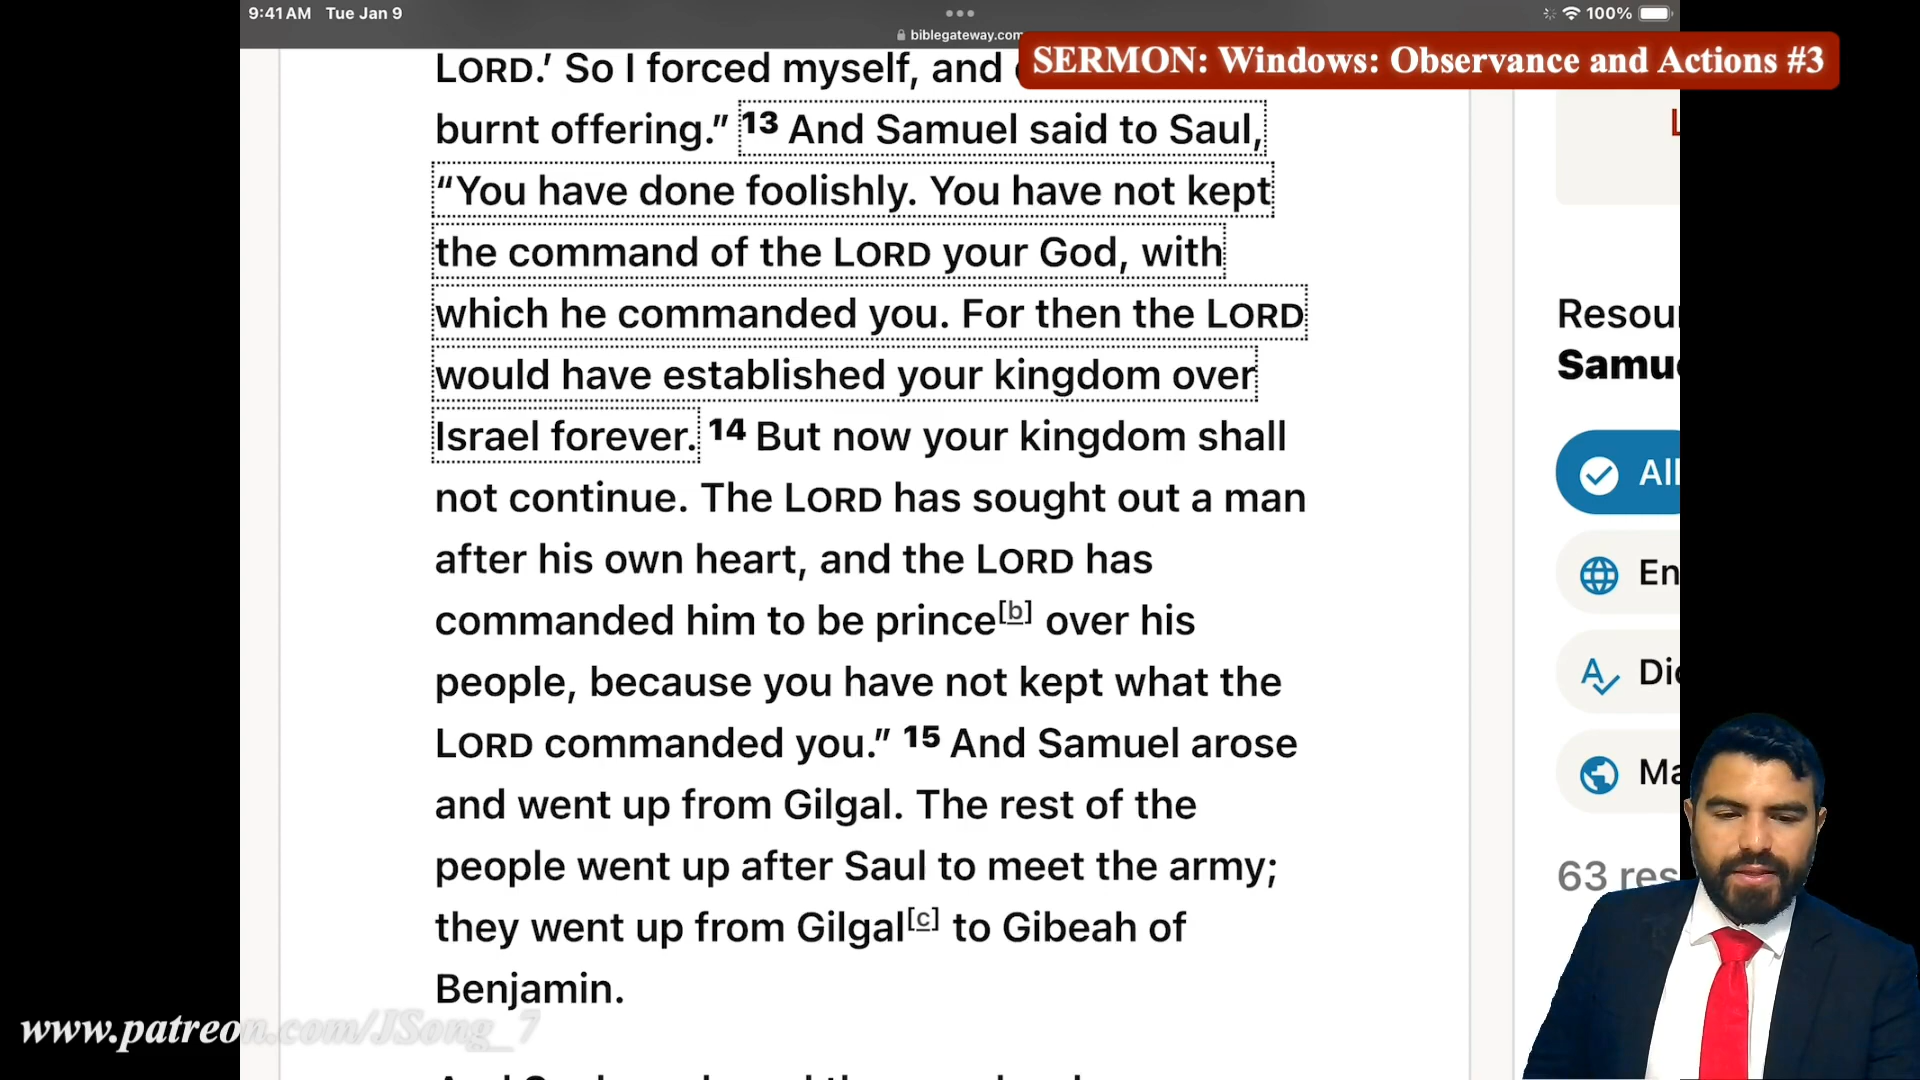 9:41 AM Tue Jan 9
100%
biblegateway.com
SERMON: Windows: Observance and Actions #3
LORD.’ So I forced myself, and
burnt offering.” 13 And Samuel said to Saul,
“You have done foolishly. You have not kept
the command of the LORD your God, with
which he commanded you. For then the LORD
would have established your kingdom over
Israel forever. 14 But now your kingdom shall
not continue. The LORD has sought out a man
after his own heart, and the LORD has
commanded him to be prince[b] over his
people, because you have not kept what the
LORD commanded you.” 15 And Samuel arose
and went up from Gilgal. The rest of the
people went up after Saul to meet the army;
they went up from Gilgal[c] to Gibeah of
Benjamin.
All
63
www.patreon.com/JSong_7